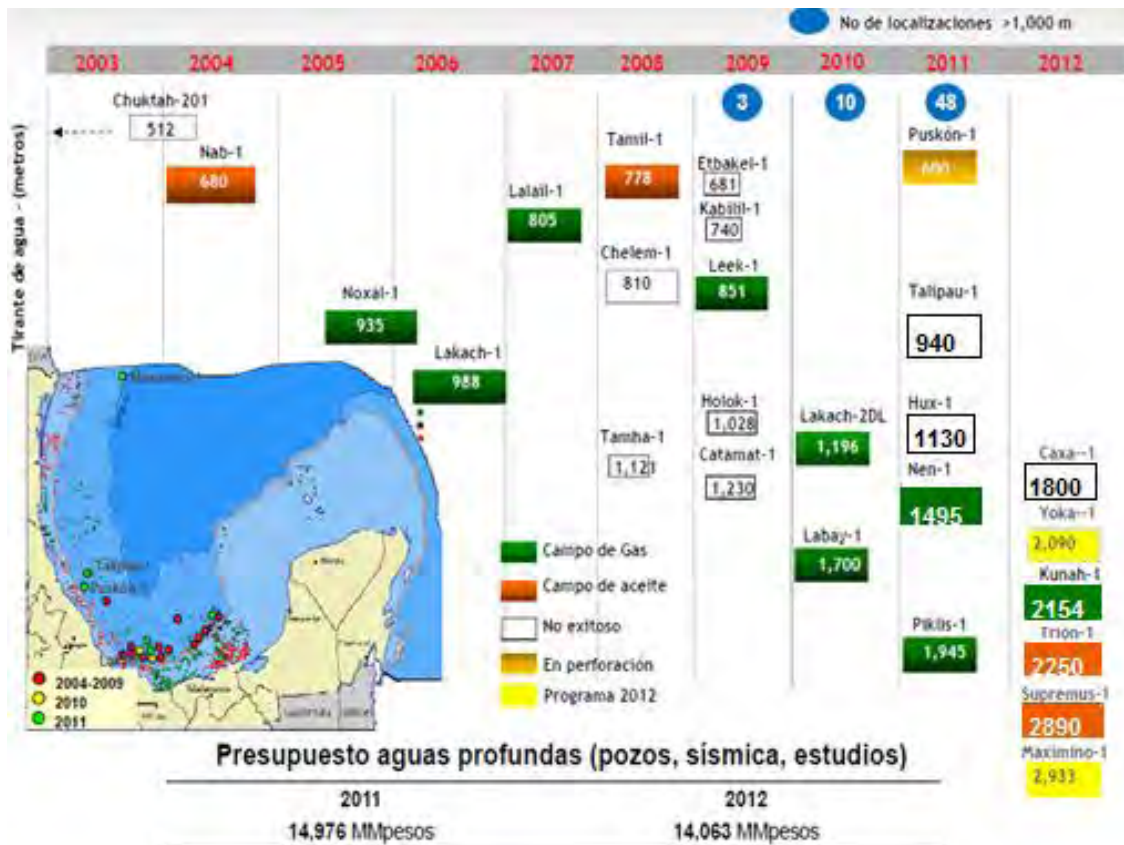 No de localizaciones >1,000 m
2003 2004 2005 2006 2007 2008 2009 2010 2011 2012
3 10 48
Tirante de agua - (metros)
Chuktah-201
512
Nab-1
680
Noxal-1
935
Lakach-1
988
Lalail-1
805
Tamil-1
778
Chelem-1
810
Tamha-1
1,121
Etbakel-1
681
Kabilil-1
740
Leek-1
851
Holok-1
1,028
Catamat-1
1,230
Lakach-2DL
1,196
Labay-1
1,700
Puskón-1
600
Talipau-1
940
Hux-1
1130
Nen-1
1495
Piklis-1
1,945
Caxa--1
1800
Yoka--1
2,090
Kunah-1
2154
Trion-1
2250
Supremus-1
2890
Maximino-1
2,933
Campo de Gas
Campo de aceite
No exitoso
En perforación
Programa 2012
2004-2009
2010
2011
Presupuesto aguas profundas (pozos, sísmica, estudios)
2011 2012
14,976 MMpesos 14,063 MMpesos